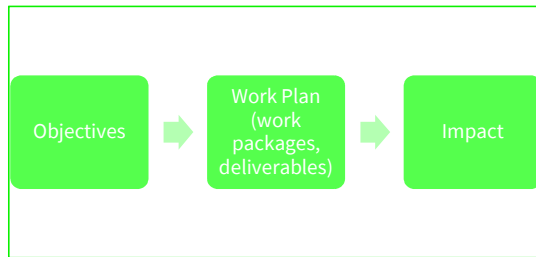 Objectives
Work Plan
(work
packages,
deliverables)
Impact